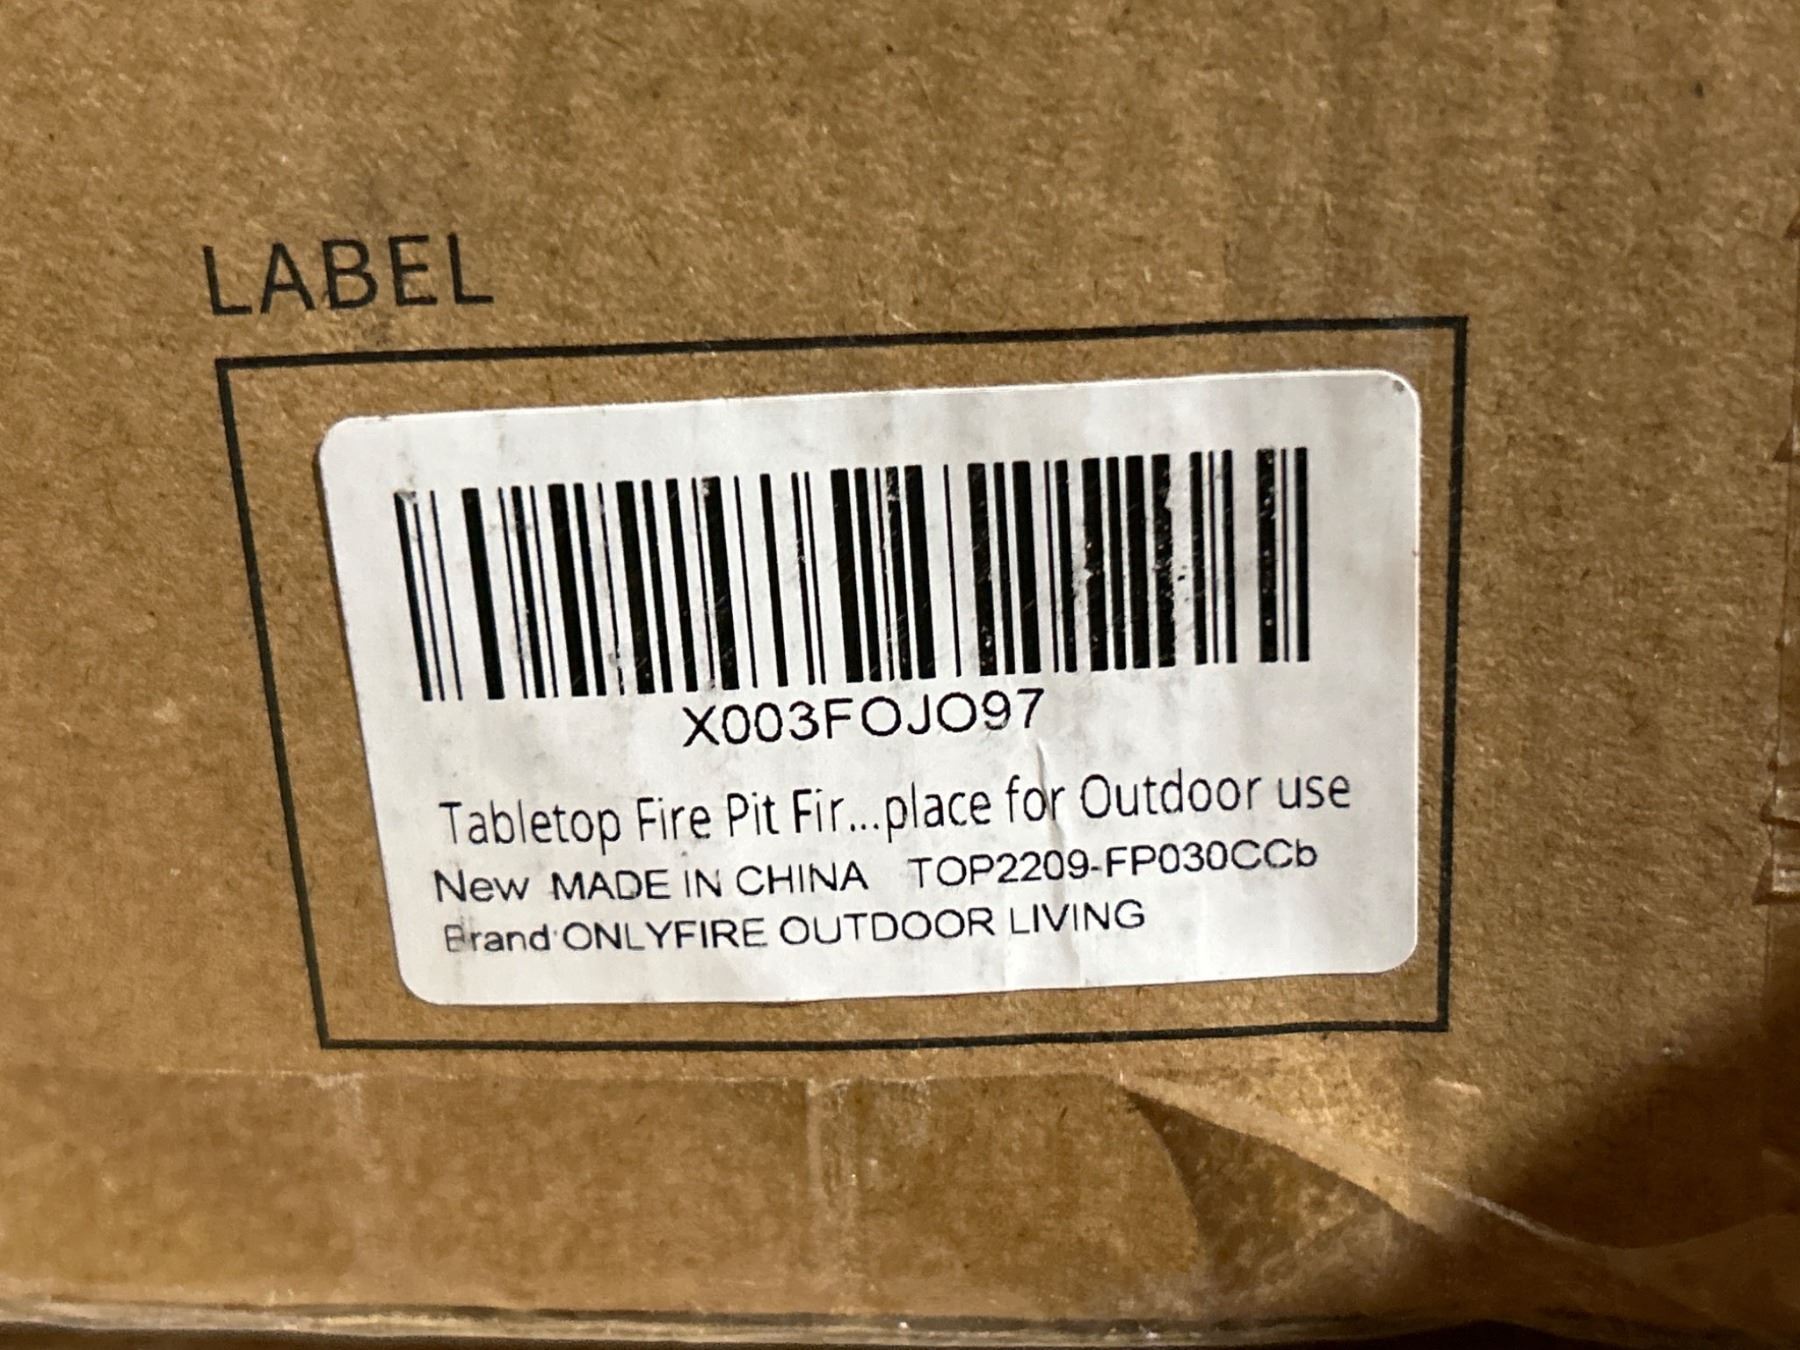 LABEL
X003FOJO97
Tabletop Fire Pit Fir...place for Outdoor use
New MADE IN CHINA TOP2209-FP030CCb
Brand:ONLYFIRE OUTDOOR LIVING